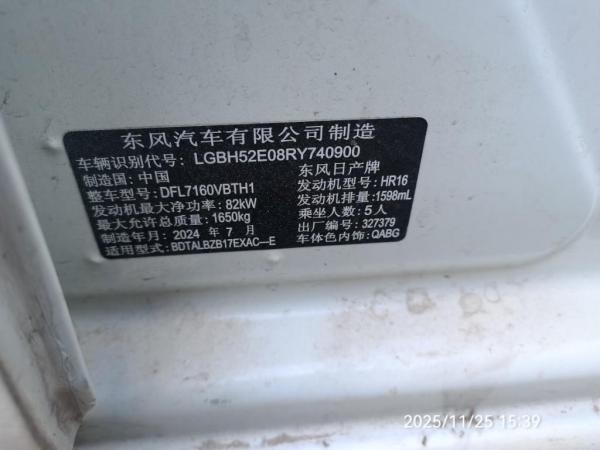 东风汽车有限公司制造
车辆识别代号: LGBH52E08RY740900
制造国: 中国 东风日产牌
整车型号: DFL7160VBTH1 发动机型号: HR16
发动机最大净功率: 82kW 发动机排量: 1598mL
最大允许总质量: 1650kg 乘坐人数: 5人
制造年月: 2024 年 7 月 出厂编号: 327379
适用型式: BDTALBZB17EXAC—E 车体色内饰: QABG
2025/11/25 15:39